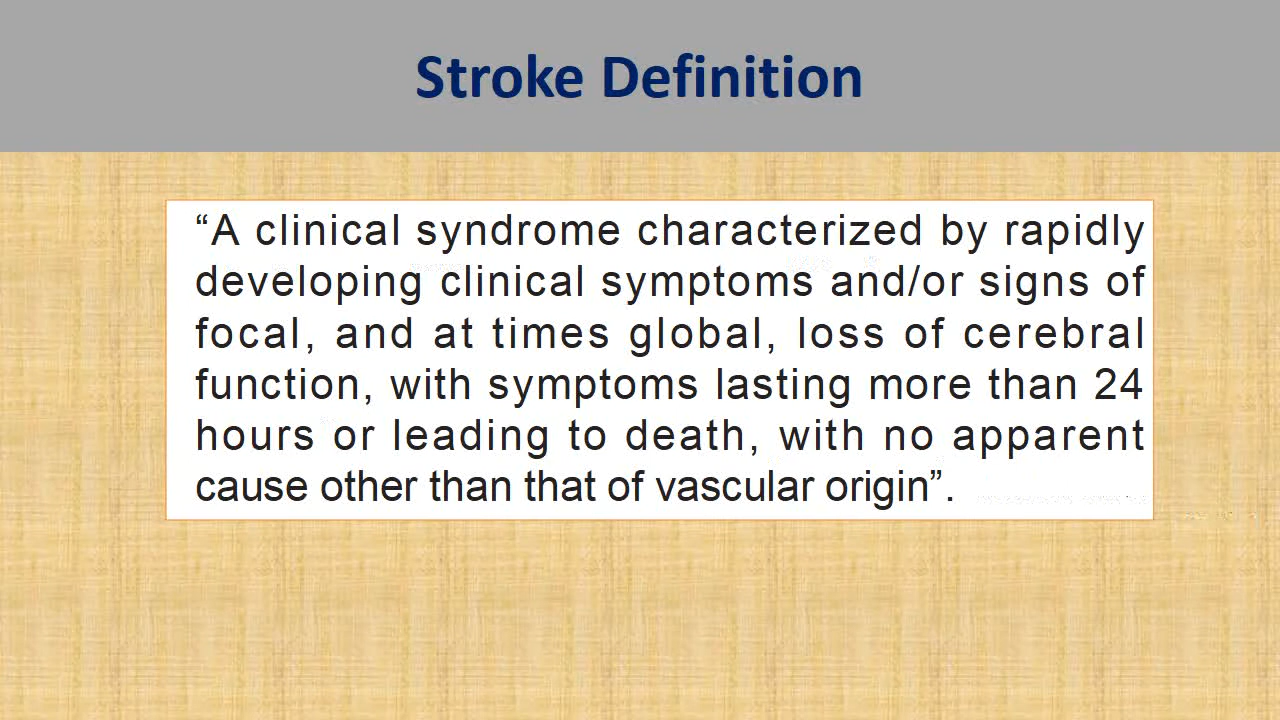 Stroke Definition
“A clinical syndrome characterized by rapidly
developing clinical symptoms and/or signs of
focal, and at times global, loss of cerebral
function, with symptoms lasting more than 24
hours or leading to death, with no apparent
cause other than that of vascular origin”.